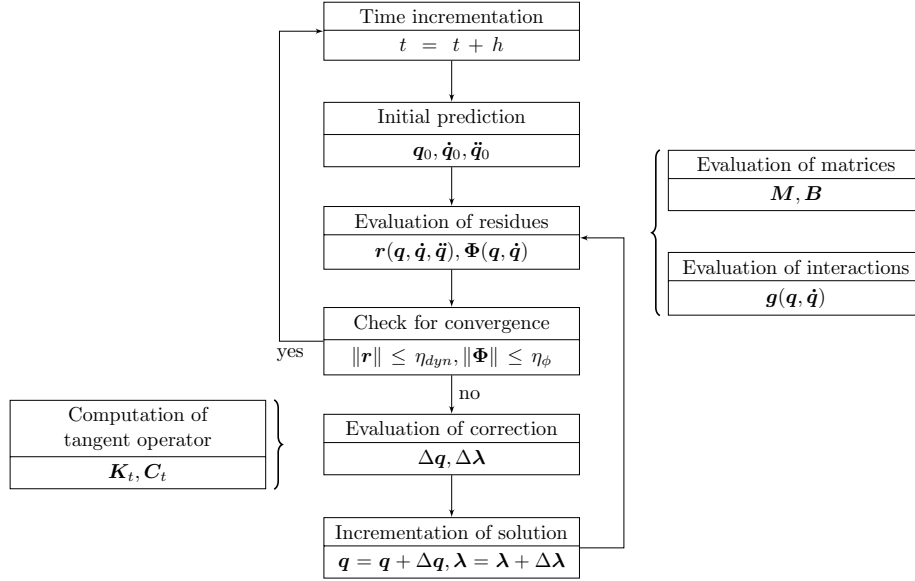 Time incrementation
t = t + h
Initial prediction
q₀, q̇₀, q̈₀
Evaluation of matrices
M, B
Evaluation of residues
r(q, q̇, q̈), Φ(q, q̇)
Evaluation of interactions
g(q, q̇)
Check for convergence
yes
‖r‖ ≤ η_{dyn}, ‖Φ‖ ≤ η_ϕ
no
Computation of
tangent operator
K_t, C_t
Evaluation of correction
Δq, Δλ
Incrementation of solution
q = q + Δq, λ = λ + Δλ